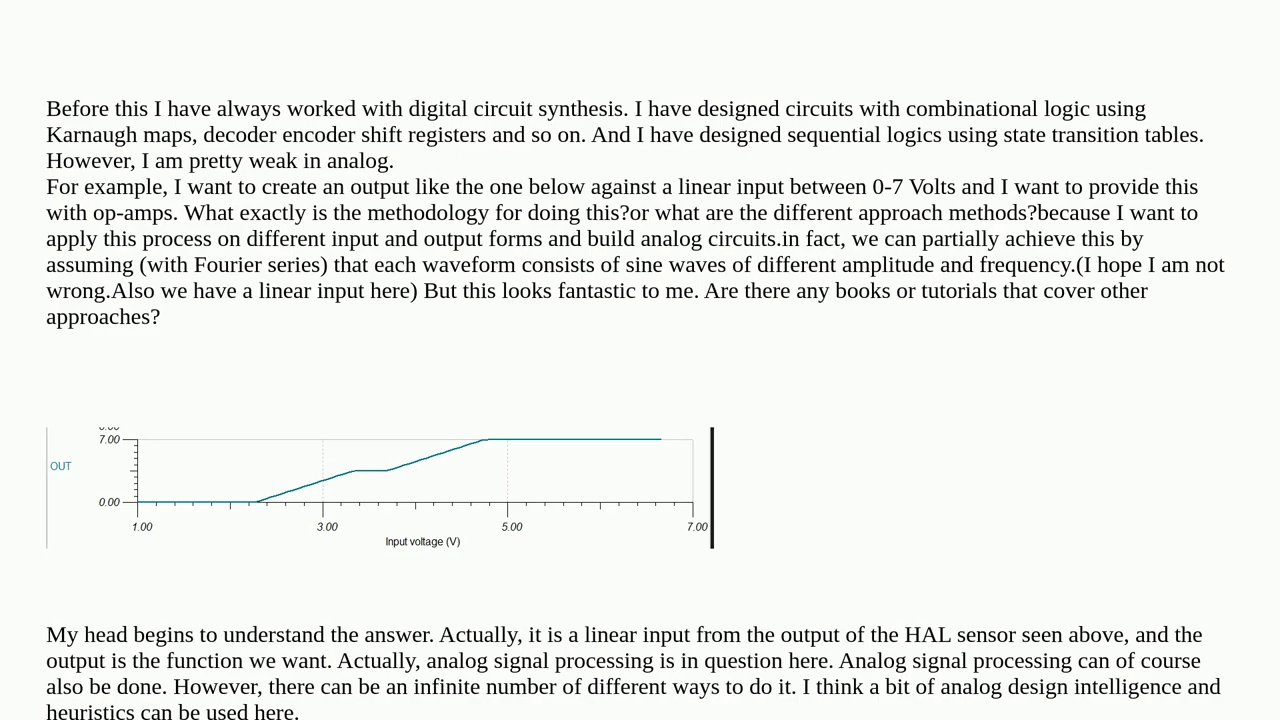 Before this I have always worked with digital circuit synthesis. I have designed circuits with combinational logic using
Karnaugh maps, decoder encoder shift registers and so on. And I have designed sequential logics using state transition tables.
However, I am pretty weak in analog.
For example, I want to create an output like the one below against a linear input between 0-7 Volts and I want to provide this
with op-amps. What exactly is the methodology for doing this?or what are the different approach methods?because I want to
apply this process on different input and output forms and build analog circuits.in fact, we can partially achieve this by
assuming (with Fourier series) that each waveform consists of sine waves of different amplitude and frequency.(I hope I am not
wrong.Also we have a linear input here) But this looks fantastic to me. Are there any books or tutorials that cover other
approaches?
7.00
OUT
0.00
1.00 3.00 5.00 7.00
Input voltage (V)
My head begins to understand the answer. Actually, it is a linear input from the output of the HAL sensor seen above, and the
output is the function we want. Actually, analog signal processing is in question here. Analog signal processing can of course
also be done. However, there can be an infinite number of different ways to do it. I think a bit of analog design intelligence and
heuristics can be used here.